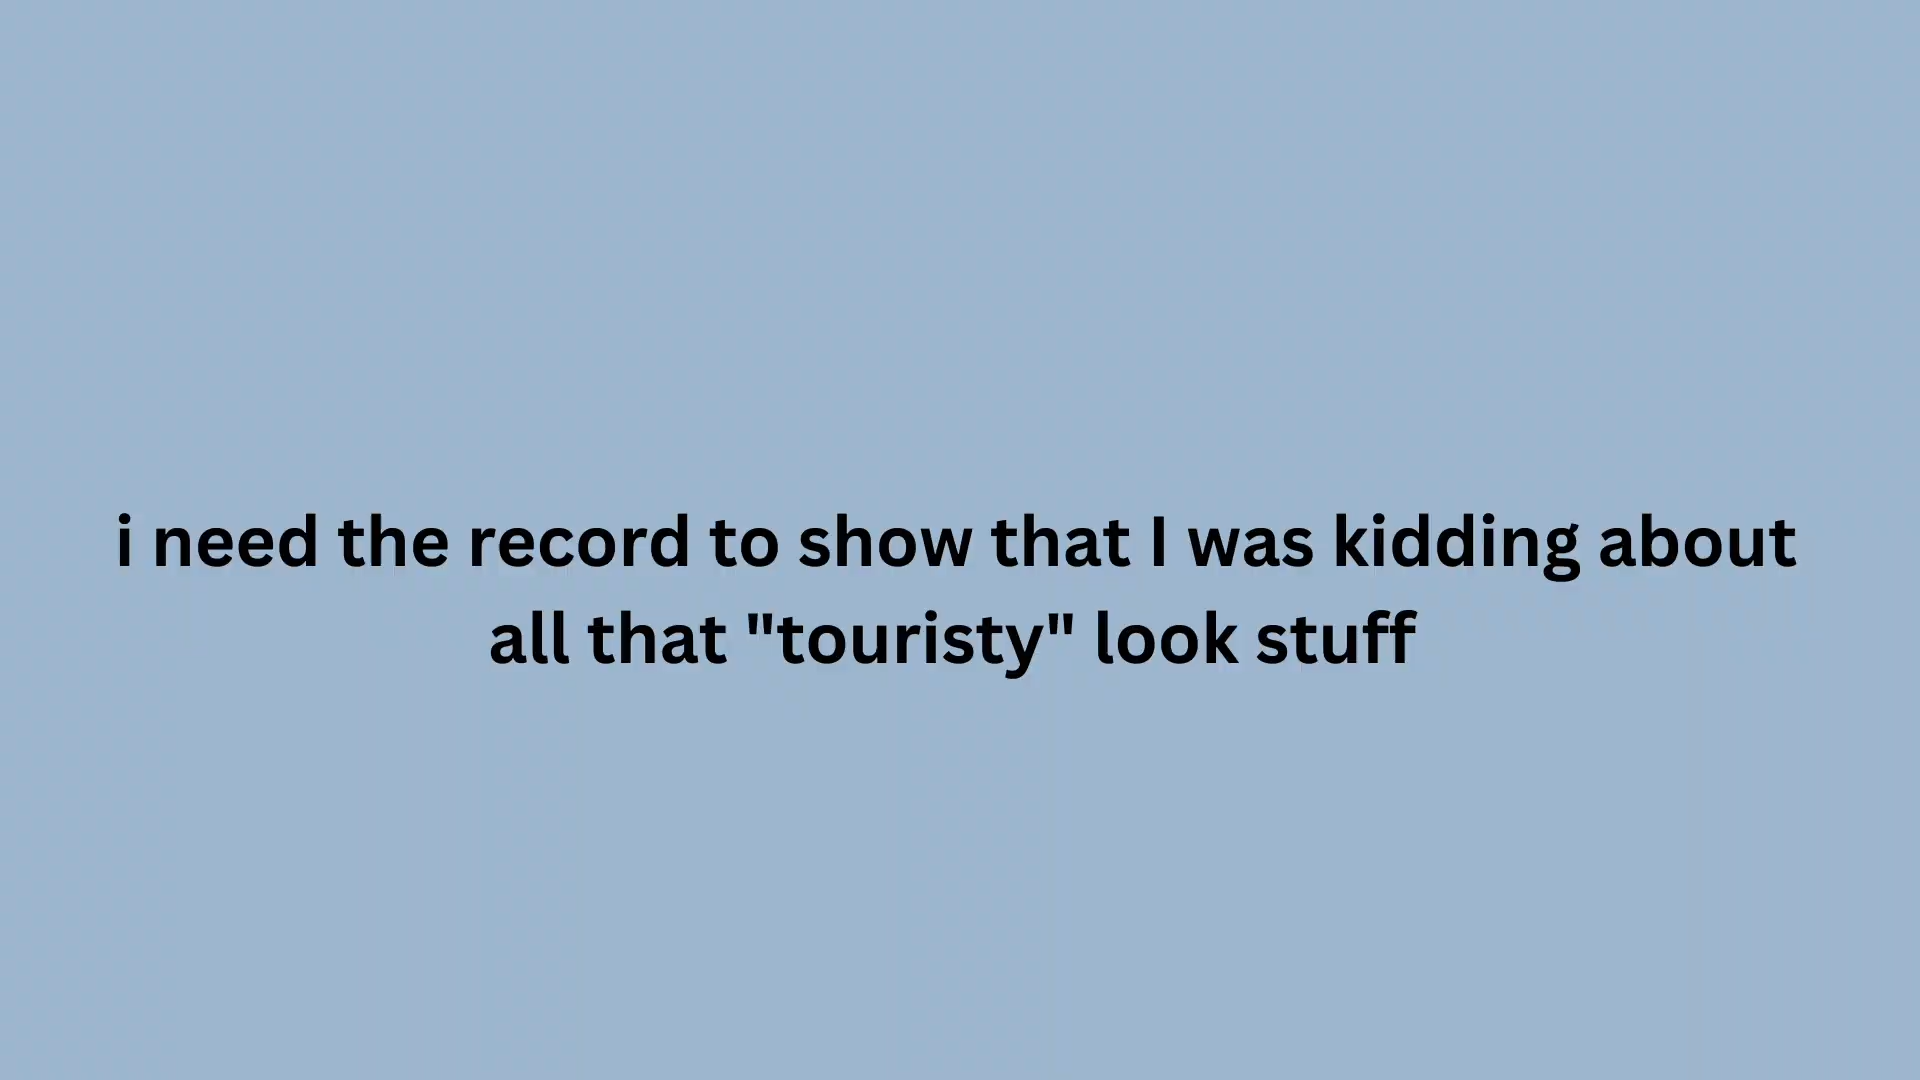 i need the record to show that I was kidding about
all that "touristy" look stuff